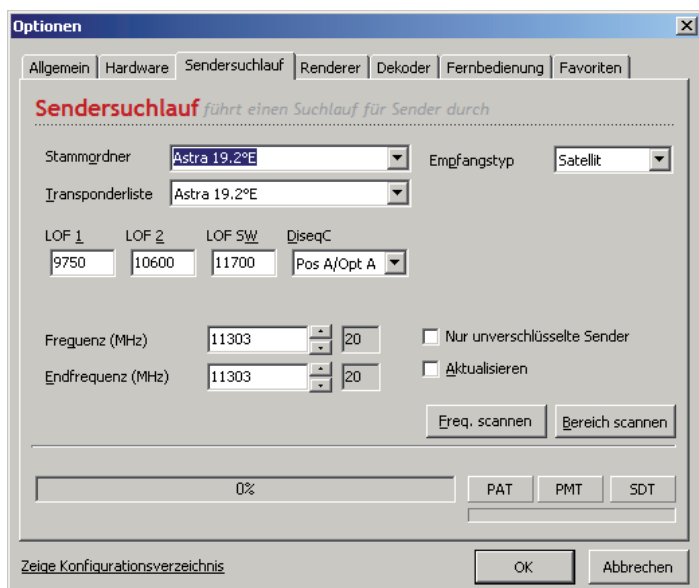 Optionen
Allgemein Hardware Sendersuchlauf Renderer Dekoder Fernbedienung Favoriten
Sendersuchlauf führt einen Suchlauf für Sender durch
Stammordner Astra 19.2°E Empfangstyp Satellit
Transponderliste Astra 19.2°E
LOF 1 LOF 2 LOF SW DiseqC
9750 10600 11700 Pos A/Opt A
Frequenz (MHz) 11303 20 Nur unverschlüsselte Sender
Endfrequenz (MHz) 11303 20 Aktualisieren
Freq. scannen Bereich scannen
0% PAT PMT SDT
Zeige Konfigurationsverzeichnis OK Abbrechen